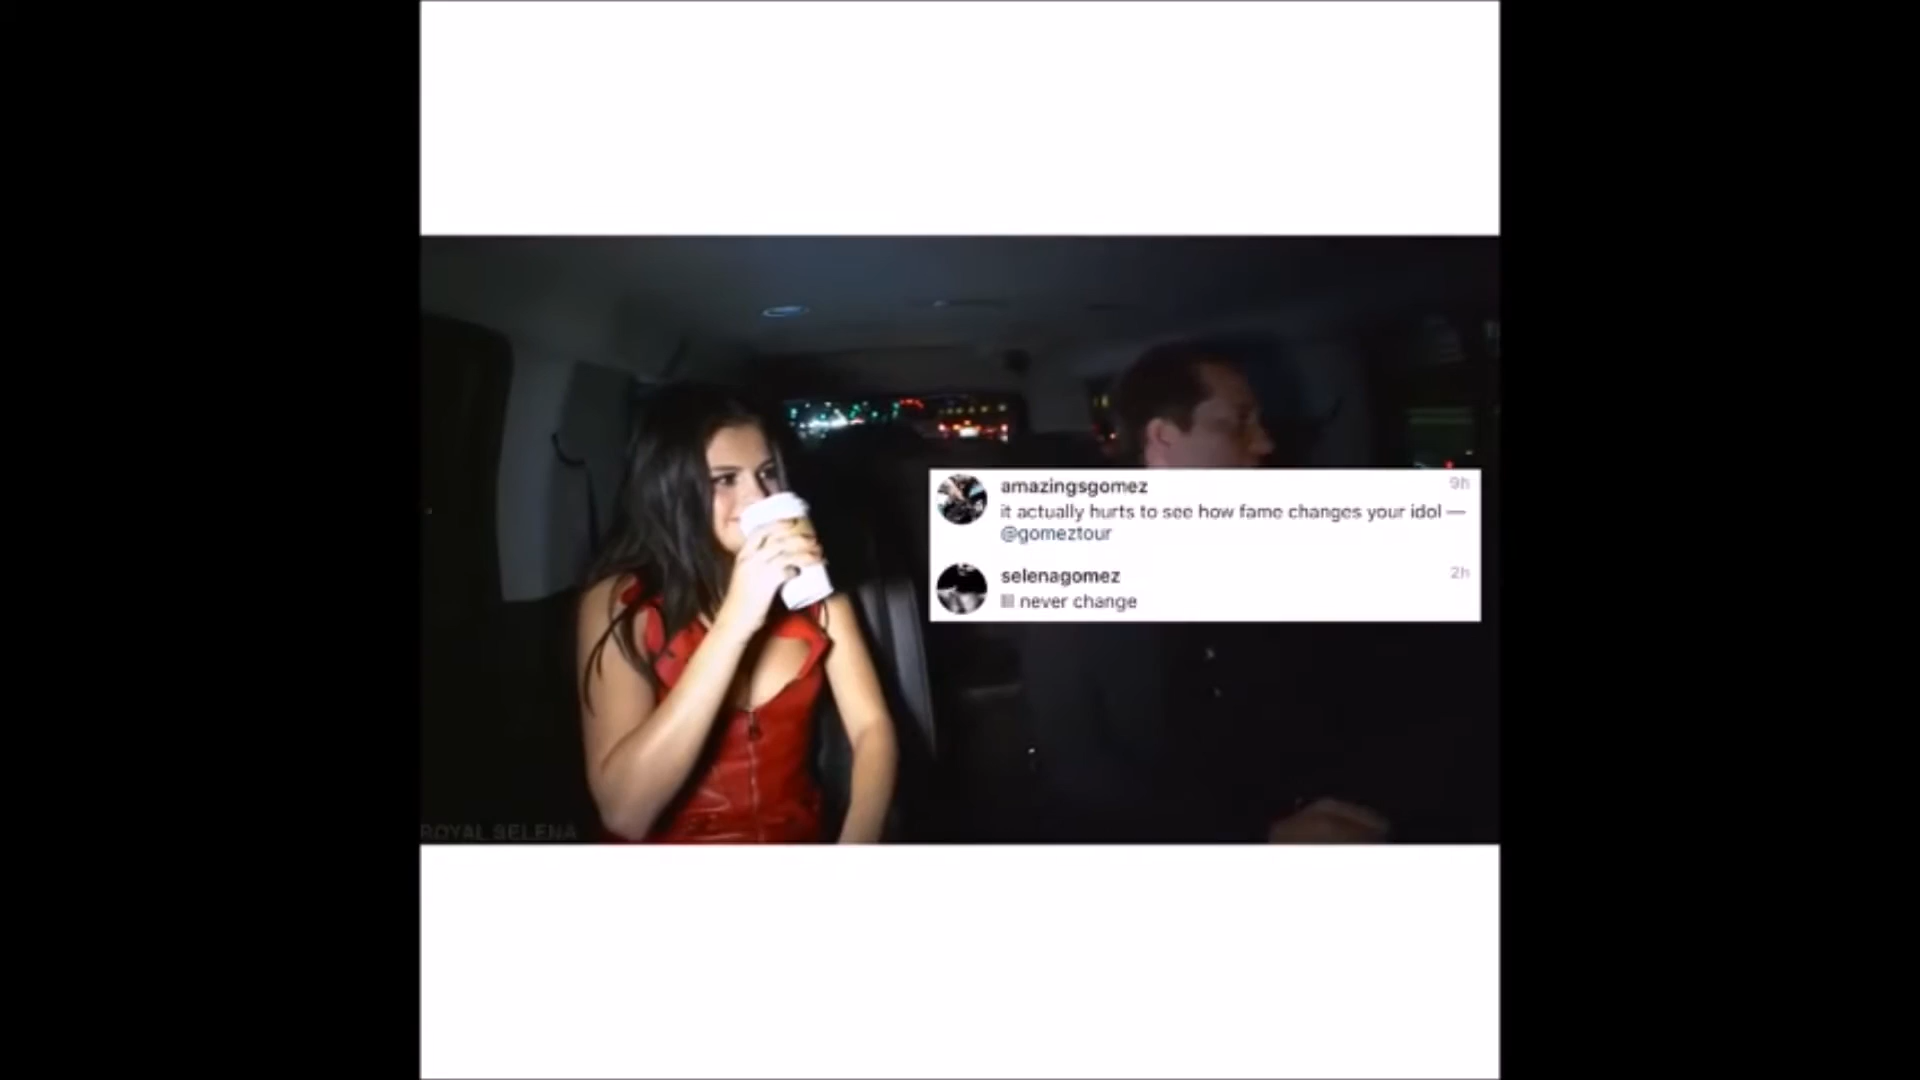 amazingsgomez 9h
it actually hurts to see how fame changes your idol —
@gomeztour
selenagomez 2h
Ill never change
ROYAL SELENA